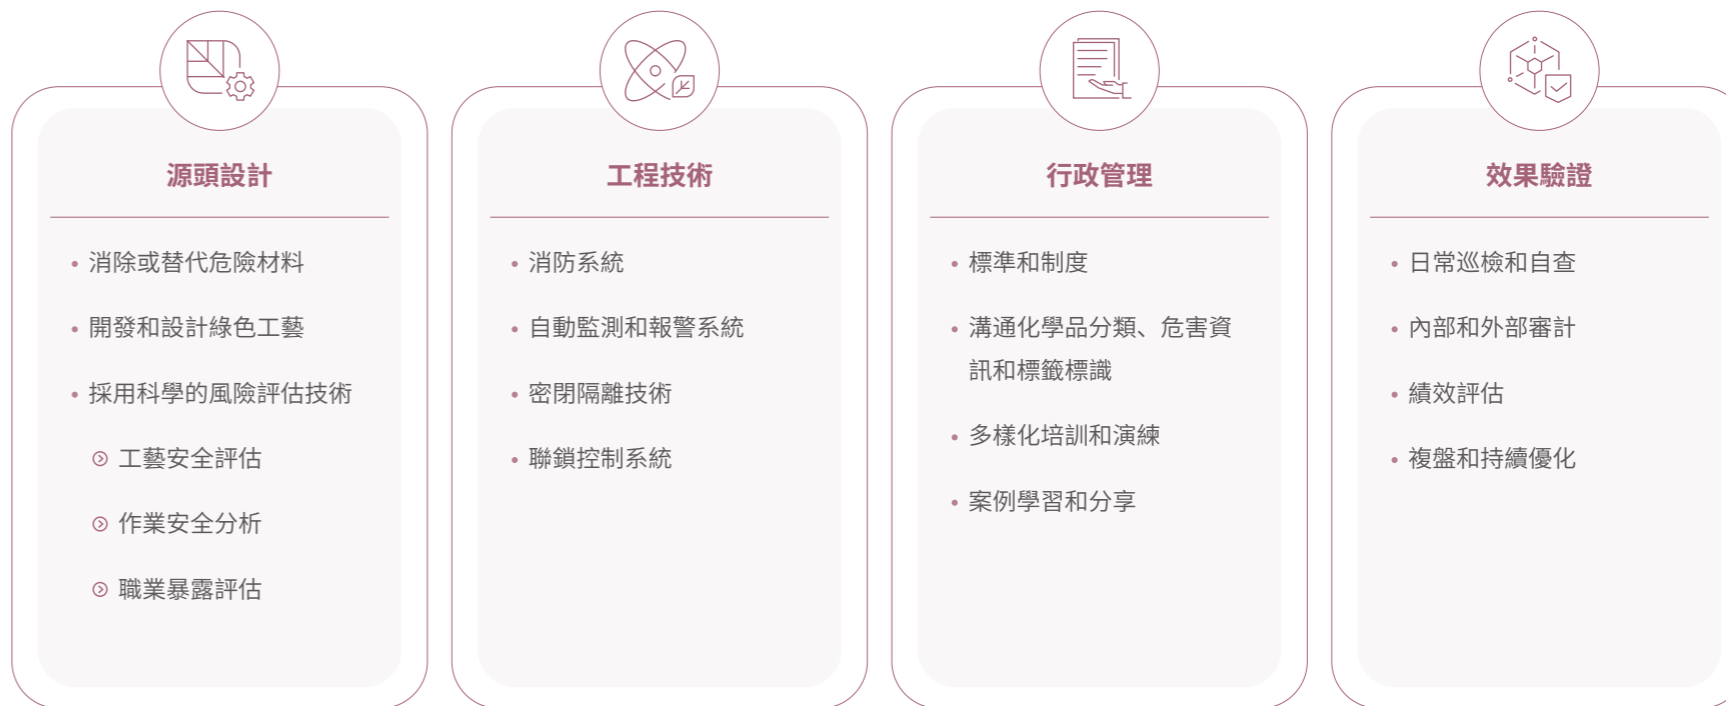 源頭設計
• 消除或替代危險材料
• 開發和設計綠色工藝
• 採用科學的風險評估技術
工藝安全評估
作業安全分析
職業暴露評估
工程技術
• 消防系統
• 自動監測和報警系統
• 密閉隔離技術
• 聯鎖控制系統
行政管理
• 標準和制度
• 溝通化學品分類、危害資
訊和標籤標識
• 多樣化培訓和演練
• 案例學習和分享
效果驗證
• 日常巡檢和自查
• 內部和外部審計
• 績效評估
• 複盤和持續優化